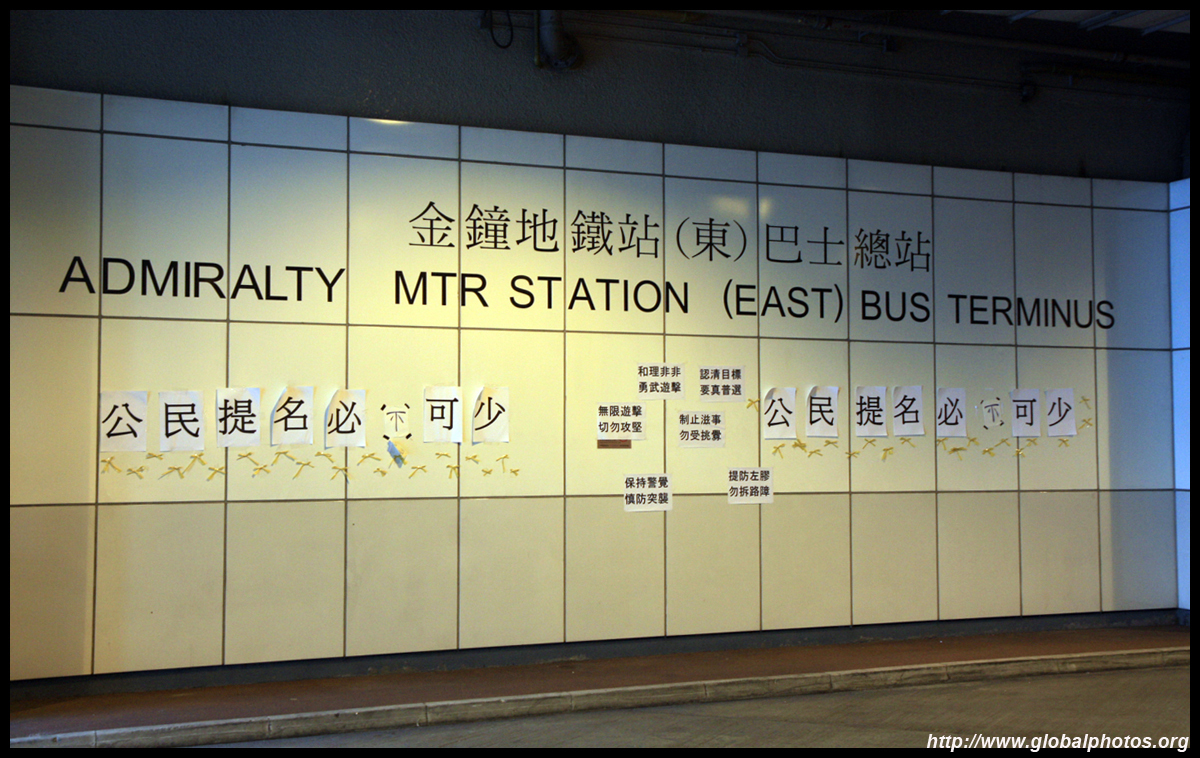 金鐘地鐵站(東)巴士總站
ADMIRALTY MTR STATION (EAST) BUS TERMINUS
公民提名必不可少
和理非非
勇武遊擊
認清目標
要真普選
無限遊擊
切勿攻堅
制止滋事
勿受挑釁
保持警覺
慎防突襲
提防左膠
勿拆路障
公民提名必不可少
http://www.globalphotos.org